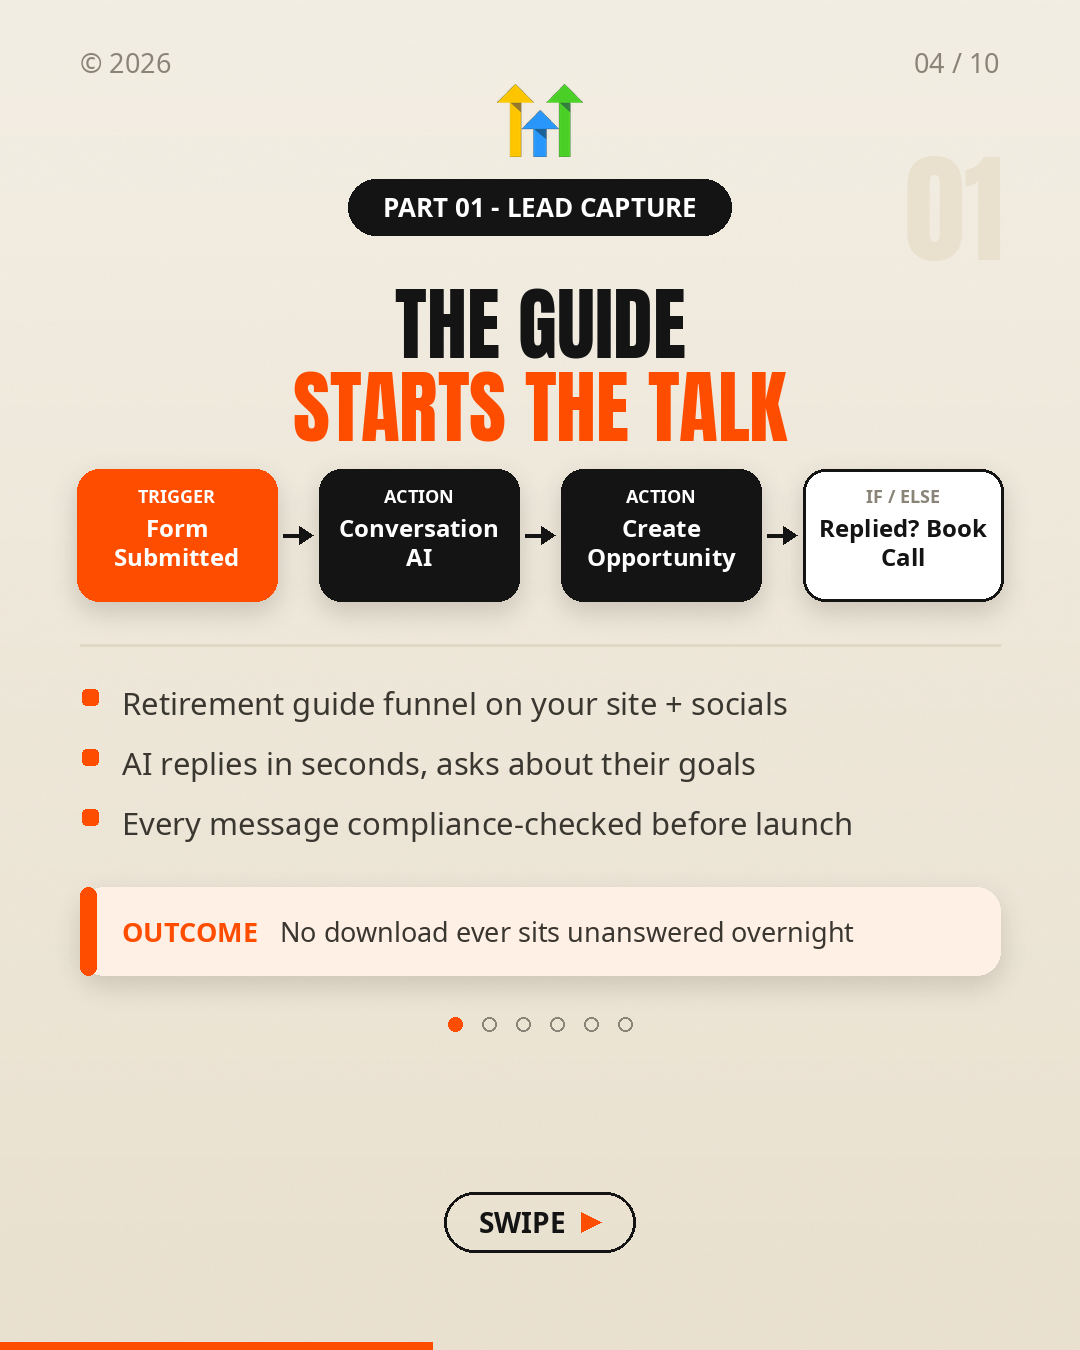 © 2026
04 / 10
PART 01 - LEAD CAPTURE
01
THE GUIDE
STARTS THE TALK
TRIGGER
Form
Submitted
ACTION
Conversation
AI
ACTION
Create
Opportunity
IF / ELSE
Replied? Book
Call
Retirement guide funnel on your site + socials
AI replies in seconds, asks about their goals
Every message compliance-checked before launch
OUTCOME No download ever sits unanswered overnight
SWIPE